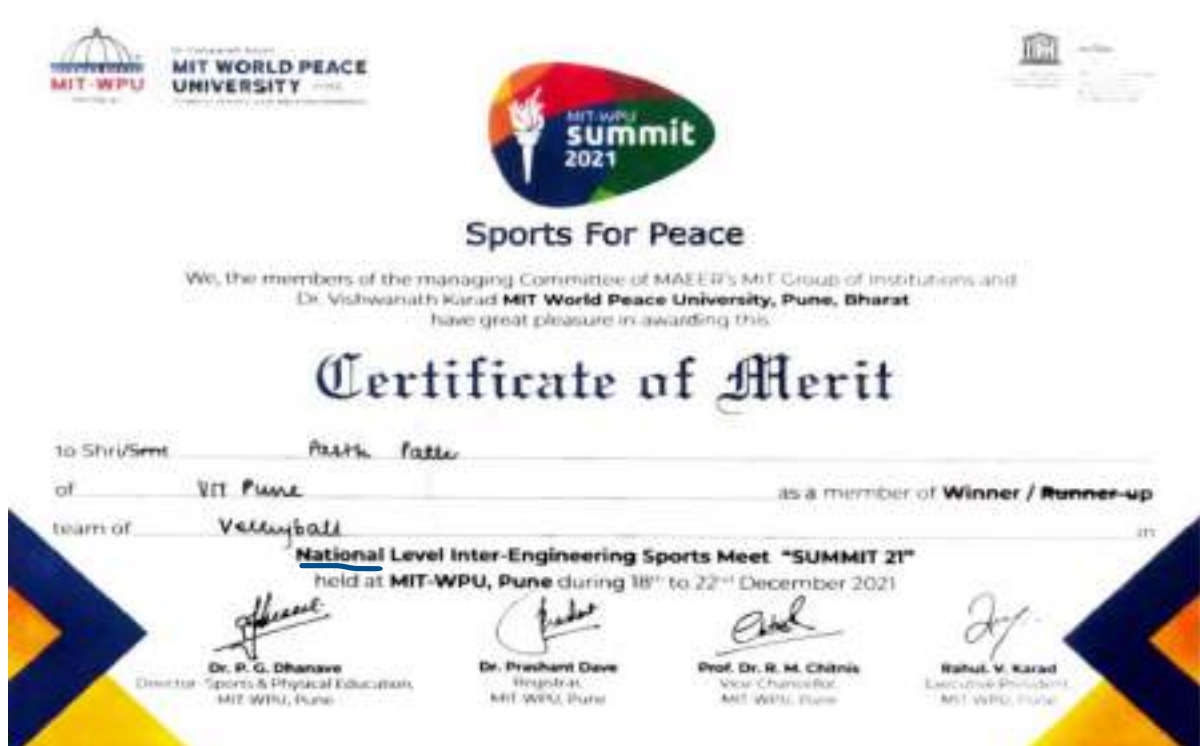 MIT-WPU
MIT WORLD PEACE
UNIVERSITY
MIT-WPU
summit
2021
Sports For Peace
We, the members of the managing Committee of MAEER's MIT Group of Institutions and
Dr. Vishwanath Karad MIT World Peace University, Pune, Bharat
have great pleasure in awarding this
Certificate of Merit
to Shri/Smt
of VIT Pune as a member of Winner / Runner-up
team of Volleyball in
National Level Inter-Engineering Sports Meet "SUMMIT 21"
held at MIT-WPU, Pune during 18th to 22nd December 2021
Dr. P. G. Dhanave Dr. Prashant Dave Prof. Dr. R. M. Chitnis Rahul. V. Karad
Director- Sports & Physical Education, Registrar, Vice Chancellor, Executive President,
MIT-WPU, Pune MIT-WPU, Pune MIT-WPU, Pune MIT-WPU, Pune